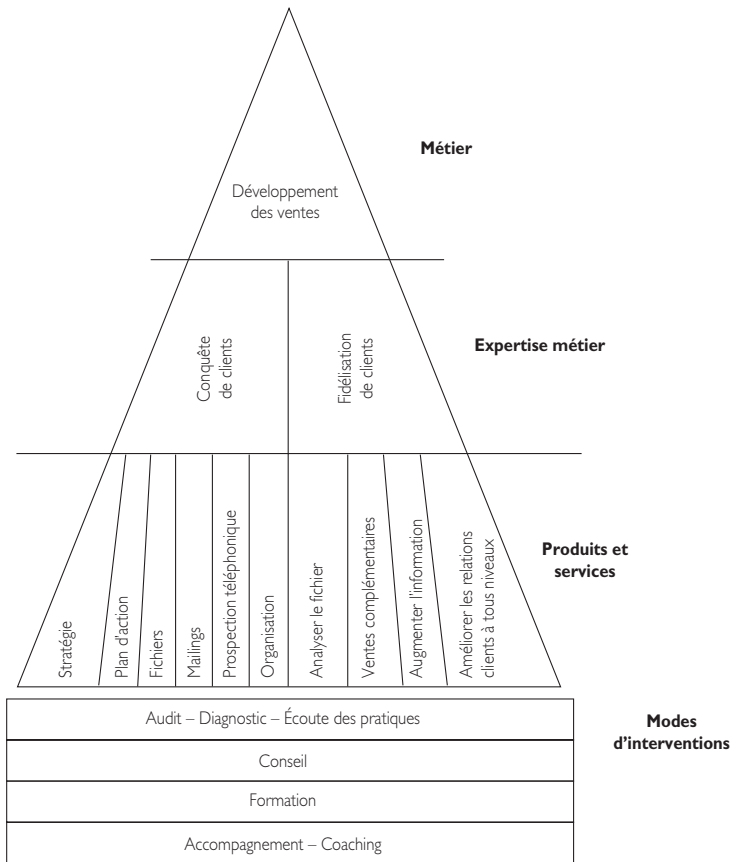 Métier
Développement
des ventes
Expertise métier
Conquête
de clients
Fidélisation
de clients
Produits et
services
Stratégie
Plan d'action
Fichiers
Mailings
Prospection téléphonique
Organisation
Analyser le fichier
Ventes complémentaires
Augmenter l'information
Améliorer les relations
clients à tous niveaux
Audit – Diagnostic – Écoute des pratiques
Modes
d'interventions
Conseil
Formation
Accompagnement – Coaching